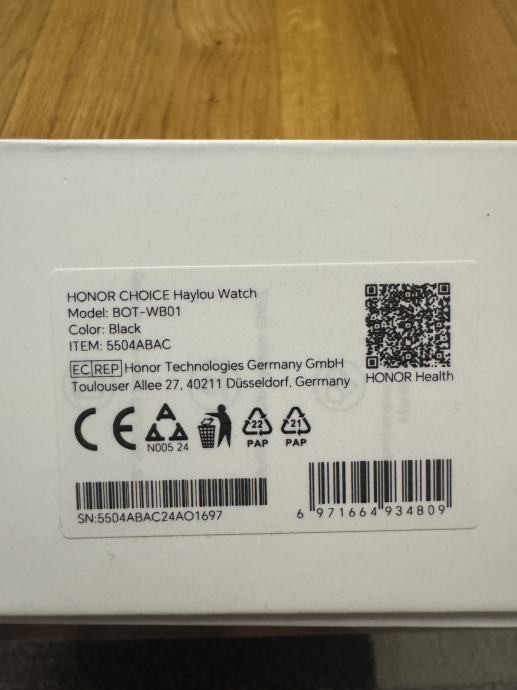 HONOR CHOICE Haylou Watch
Model: BOT-WB01
Color: Black
ITEM: 5504ABAC
EC REP Honor Technologies Germany GmbH
Toulouser Allee 27, 40211 Düsseldorf, Germany
HONOR Health
CE
N005 24
22
PAP
21
PAP
SN:5504ABAC24AO1697
6 971664 934809